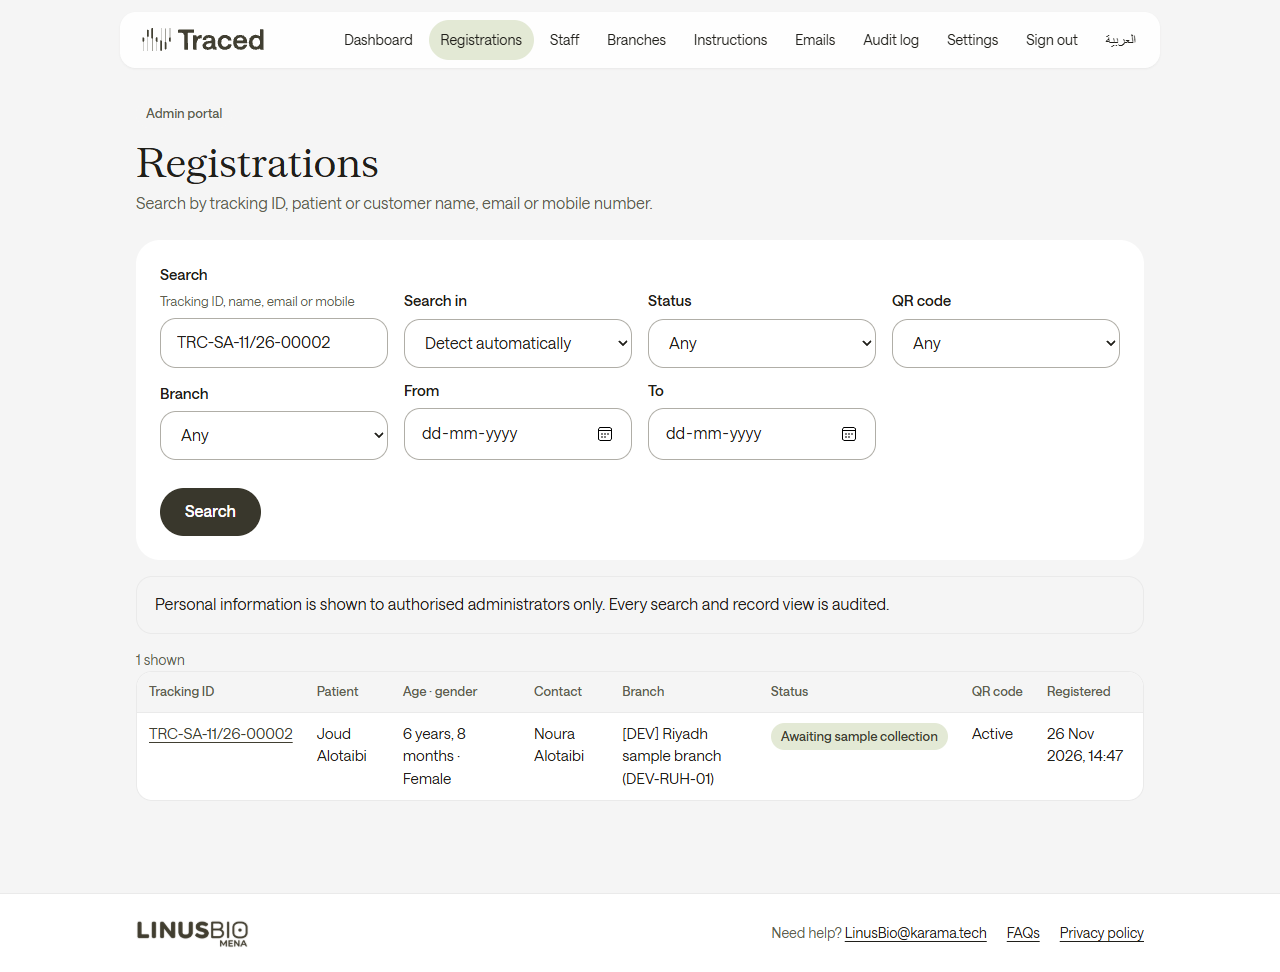 Traced
Dashboard Registrations Staff Branches Instructions Emails Audit log Settings Sign out العربية
Admin portal
Registrations
Search by tracking ID, patient or customer name, email or mobile number.
Search
Tracking ID, name, email or mobile
TRC-SA-11/26-00002
Search in
Detect automatically
Status
Any
QR code
Any
Branch
Any
From
dd-mm-yyyy
To
dd-mm-yyyy
Search
Personal information is shown to authorised administrators only. Every search and record view is audited.
1 shown
Tracking ID Patient Age · gender Contact Branch Status QR code Registered
TRC-SA-11/26-00002 Joud Alotaibi 6 years, 8 months · Female Noura Alotaibi [DEV] Riyadh sample branch (DEV-RUH-01) Awaiting sample collection Active 26 Nov 2026, 14:47
LINUSBIO
MENA
Need help? LinusBio@karama.tech FAQs Privacy policy